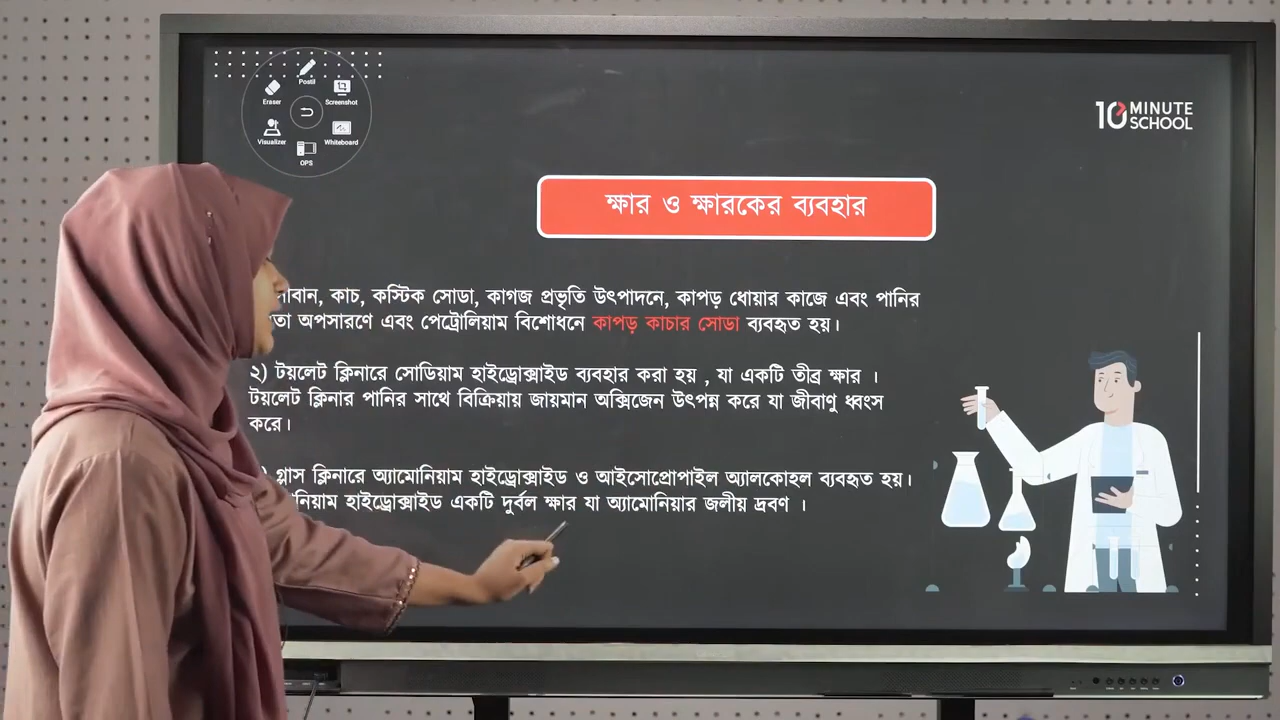 Postil
Eraser
Screenshot
Visualizer
Whiteboard
OPS
10 MINUTE
SCHOOL
ক্ষার ও ক্ষারকের ব্যবহার
কাচ, কস্টিক সোডা, কাগজ প্রভৃতি উৎপাদনে, কাপড় ধোয়ার কাজে এবং পানির
অপসারণে এবং পেট্রোলিয়াম বিশোধনে কাপড় কাচার সোডা ব্যবহৃত হয়।
২) টয়লেট ক্লিনারে সোডিয়াম হাইড্রোক্সাইড ব্যবহার করা হয় , যা একটি তীব্র ক্ষার ।
টয়লেট ক্লিনার পানির সাথে বিক্রিয়ায় জায়মান অক্সিজেন উৎপন্ন করে যা জীবাণু ধ্বংস
করে।
গ্লাস ক্লিনারে অ্যামোনিয়াম হাইড্রোক্সাইড ও আইসোপ্রোপাইল অ্যালকোহল ব্যবহৃত হয়।
হাইড্রোক্সাইড একটি দুর্বল ক্ষার যা অ্যামোনিয়ার জলীয় দ্রবণ ।